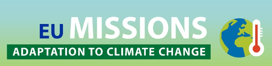 EU MISSIONS
ADAPTATION TO CLIMATE CHANGE